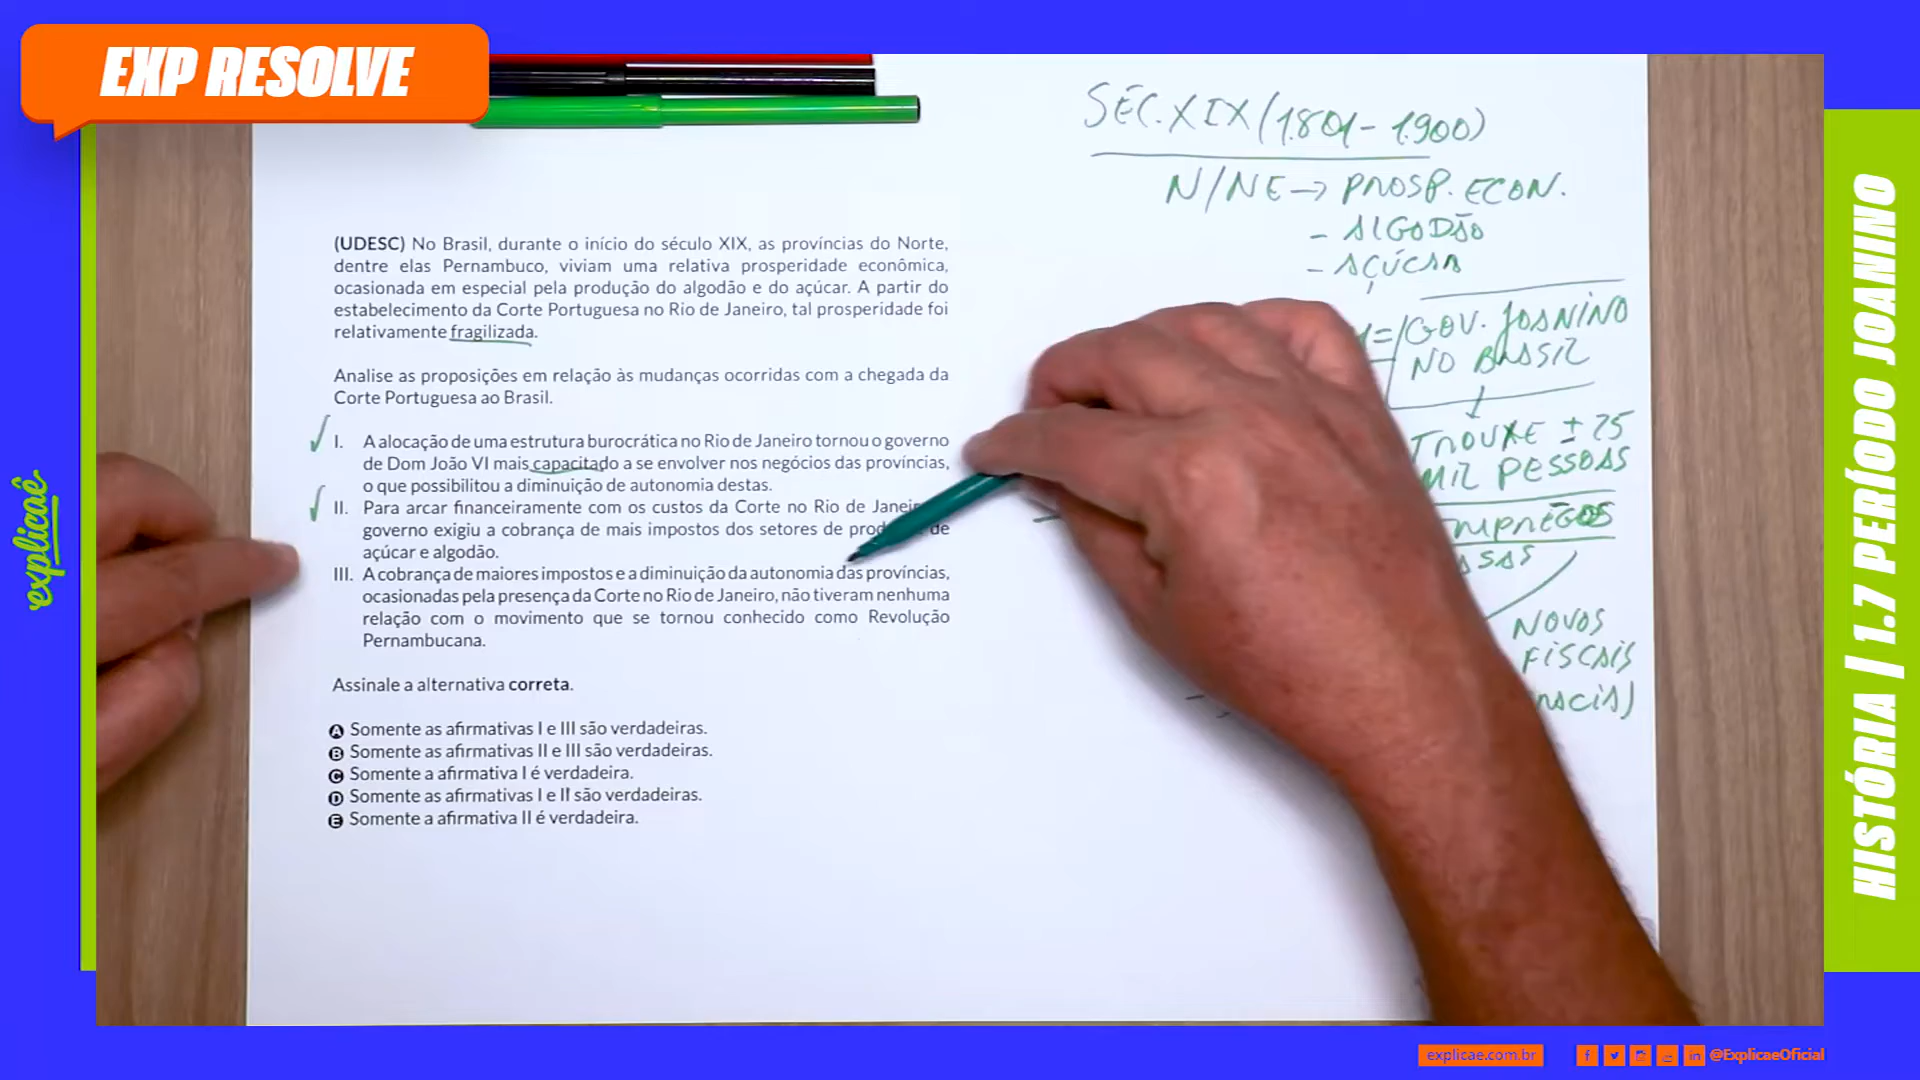 EXP RESOLVE
SÉC. XIX (1.801 - 1.900)
N/NE → PROSP. ECON.
- ALGODÃO
- AÇÚCAR
GOV. JOANINO
NO BRASIL
TROUXE ± 25
MIL PESSOAS
NOVOS
FISCAIS
(UDESC) No Brasil, durante o início do século XIX, as províncias do Norte,
dentre elas Pernambuco, viviam uma relativa prosperidade econômica,
ocasionada em especial pela produção do algodão e do açúcar. A partir do
estabelecimento da Corte Portuguesa no Rio de Janeiro, tal prosperidade foi
relativamente fragilizada.
Analise as proposições em relação às mudanças ocorridas com a chegada da
Corte Portuguesa ao Brasil.
I. A alocação de uma estrutura burocrática no Rio de Janeiro tornou o governo
de Dom João VI mais capacitado a se envolver nos negócios das províncias,
o que possibilitou a diminuição de autonomia destas.
II. Para arcar financeiramente com os custos da Corte no Rio de
governo exigiu a cobrança de mais impostos dos setores de de
açúcar e algodão.
III. A cobrança de maiores impostos e a diminuição da autonomia das províncias,
ocasionadas pela presença da Corte no Rio de Janeiro, não tiveram nenhuma
relação com o movimento que se tornou conhecido como Revolução
Pernambucana.
Assinale a alternativa correta.
A Somente as afirmativas I e III são verdadeiras.
B Somente as afirmativas II e III são verdadeiras.
C Somente a afirmativa I é verdadeira.
D Somente as afirmativas I e II são verdadeiras.
E Somente a afirmativa II é verdadeira.
explicaê
HISTÓRIA | 1.7 PERÍODO JOANINO
explicae.com.br
@ExplicaeOficial